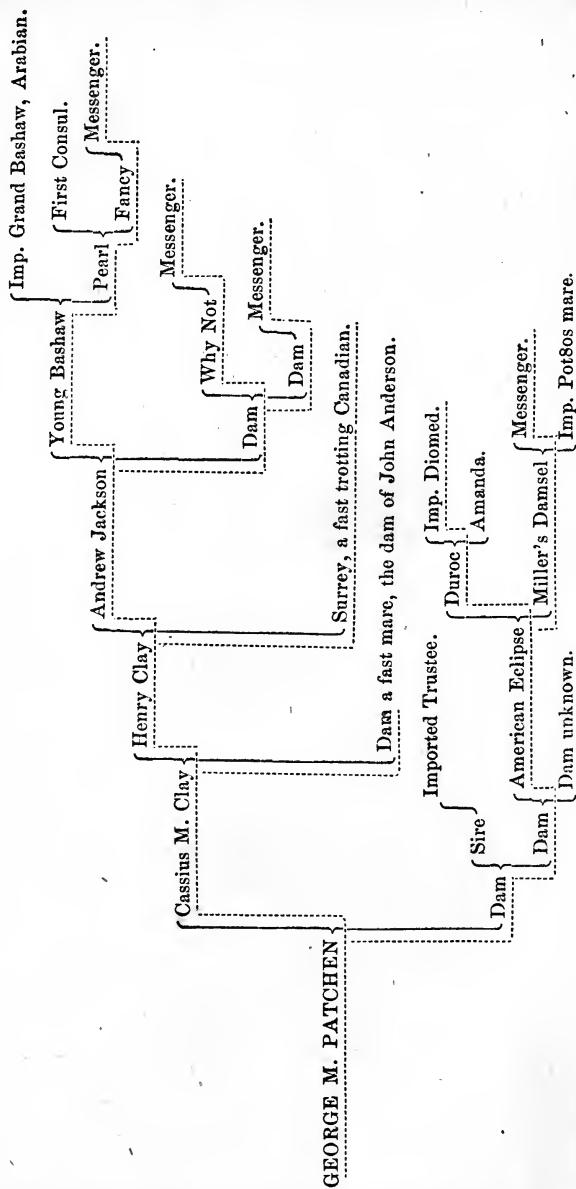 GEORGE M. PATCHEN
Cassius M. Clay
Henry Clay
Andrew Jackson
Young Bashaw
Imp. Grand Bashaw, Arabian.
Pearl
First Consul.
Fancy
Messenger.
Dam
Why Not
Messenger.
Dam
Messenger.
Surrey, a fast trotting Canadian.
Dam a fast mare, the dam of John Anderson.
Dam
Sire
Imported Trustee.
Dam
American Eclipse
Duroc
Imp. Diomed.
Amanda.
Miller's Damsel
Messenger.
Imp. Pot8os mare.
Dam unknown.